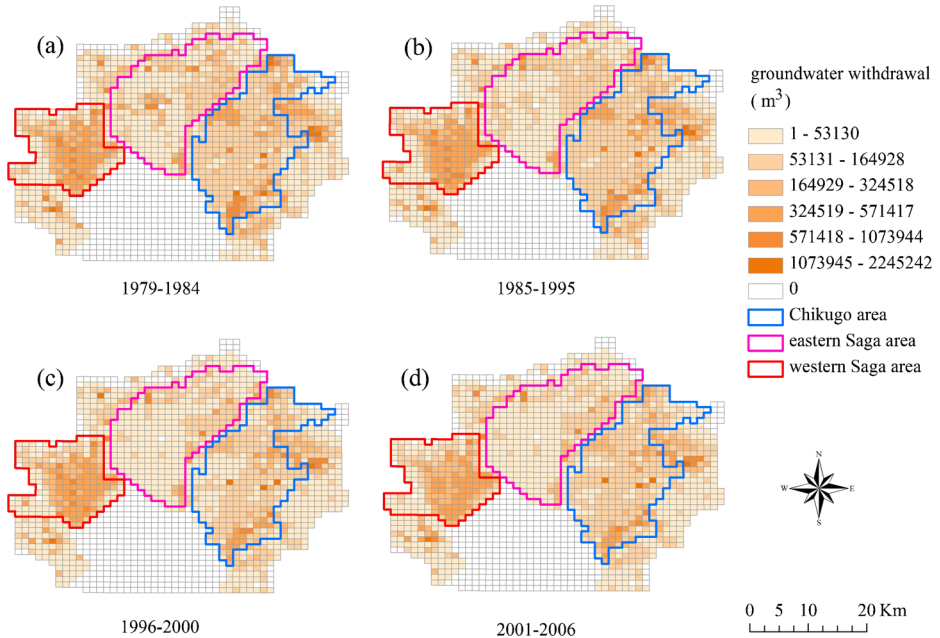 (a)
(b)
1979-1984
1985-1995
(c)
(d)
1996-2000
2001-2006
groundwater withdrawal
( m³)
1 - 53130
53131 - 164928
164929 - 324518
324519 - 571417
571418 - 1073944
1073945 - 2245242
0
Chikugo area
eastern Saga area
western Saga area
N
W
E
S
0 5 10 20 Km